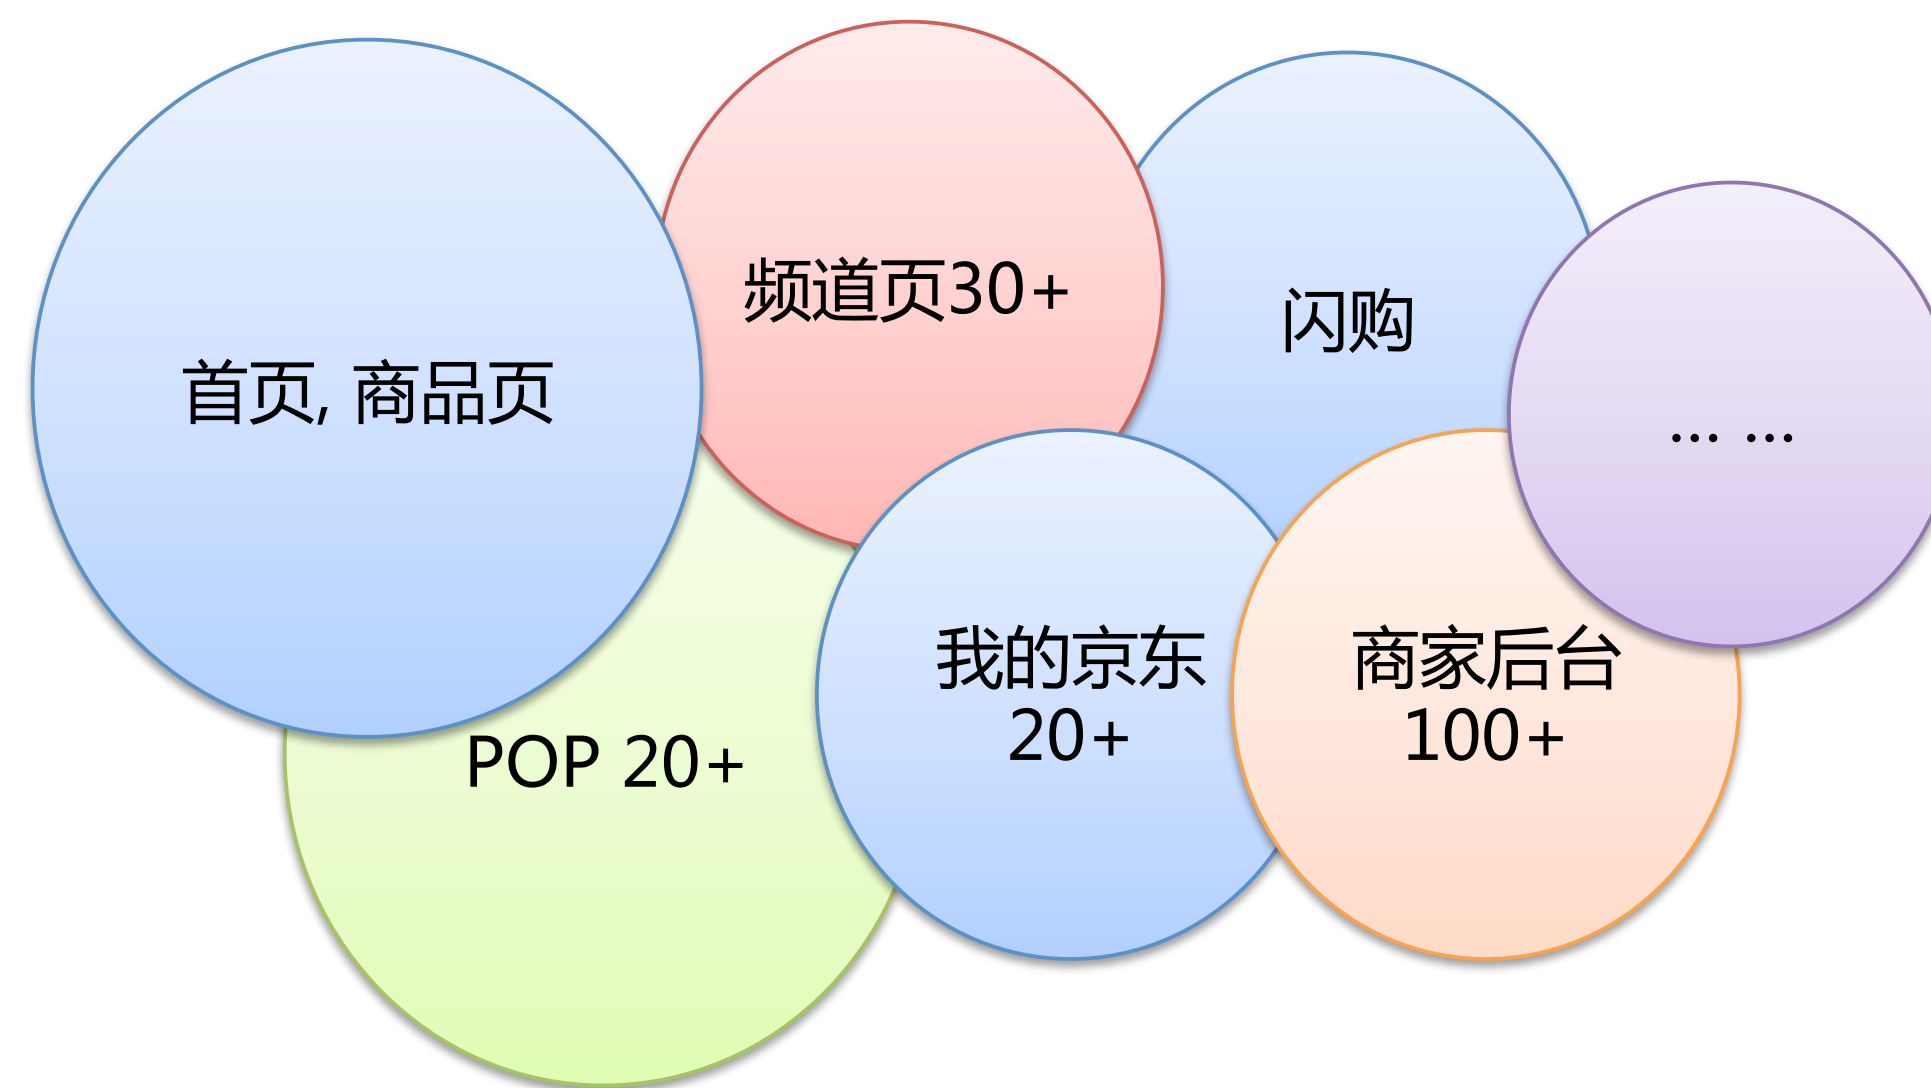 首页, 商品页
频道页30+
闪购
... ...
POP 20+
我的京东
20+
商家后台
100+